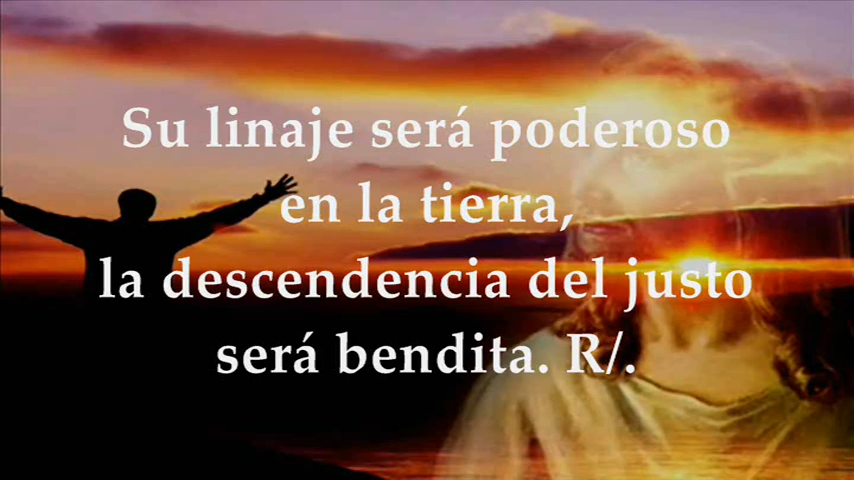 Su linaje será poderoso
en la tierra,
la descendencia del justo
será bendita. R/.